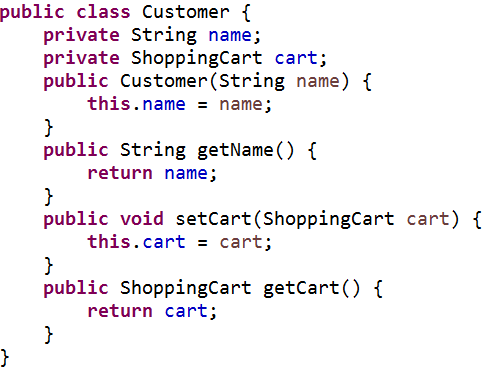 public class Customer {
    private String name;
    private ShoppingCart cart;
    public Customer(String name) {
        this.name = name;
    }
    public String getName() {
        return name;
    }
    public void setCart(ShoppingCart cart) {
        this.cart = cart;
    }
    public ShoppingCart getCart() {
        return cart;
    }
}